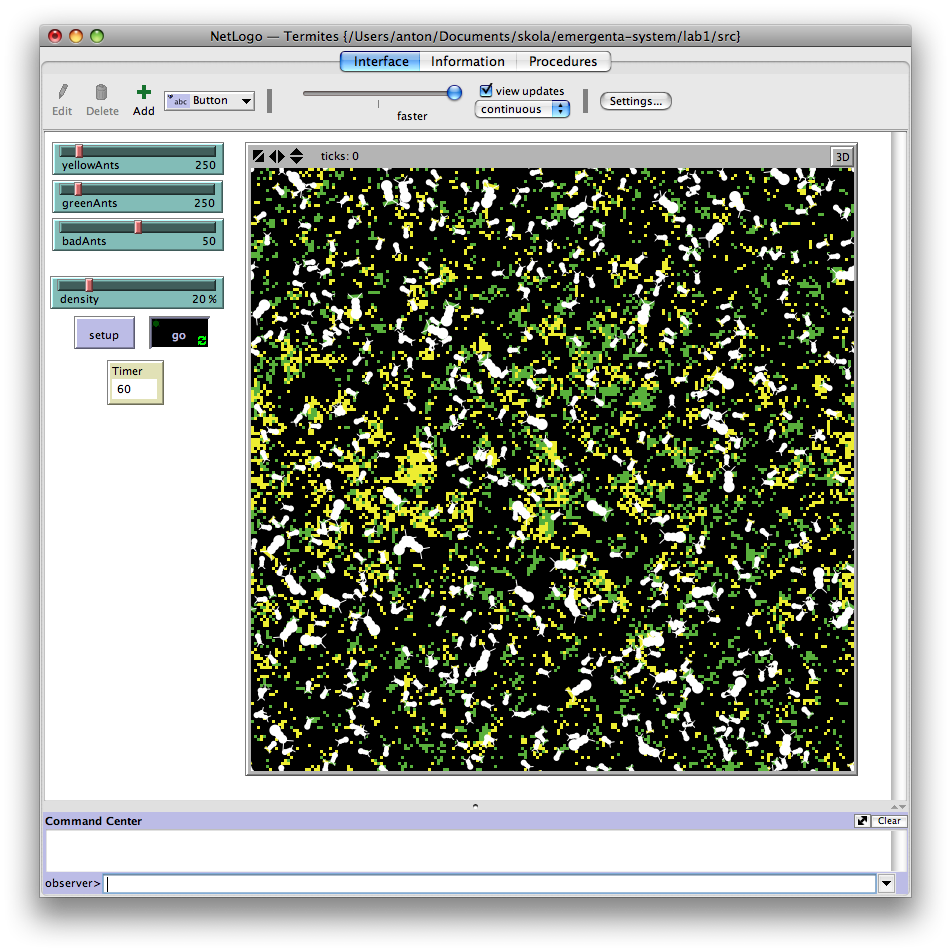 NetLogo — Termites {/Users/anton/Documents/skola/emergenta-system/lab1/src}
Interface Information Procedures
Edit Delete Add abc Button faster view updates continuous Settings...
yellowAnts 250
greenAnts 250
badAnts 50
density 20 %
setup go
Timer
60
ticks: 0 3D
Command Center Clear
observer>